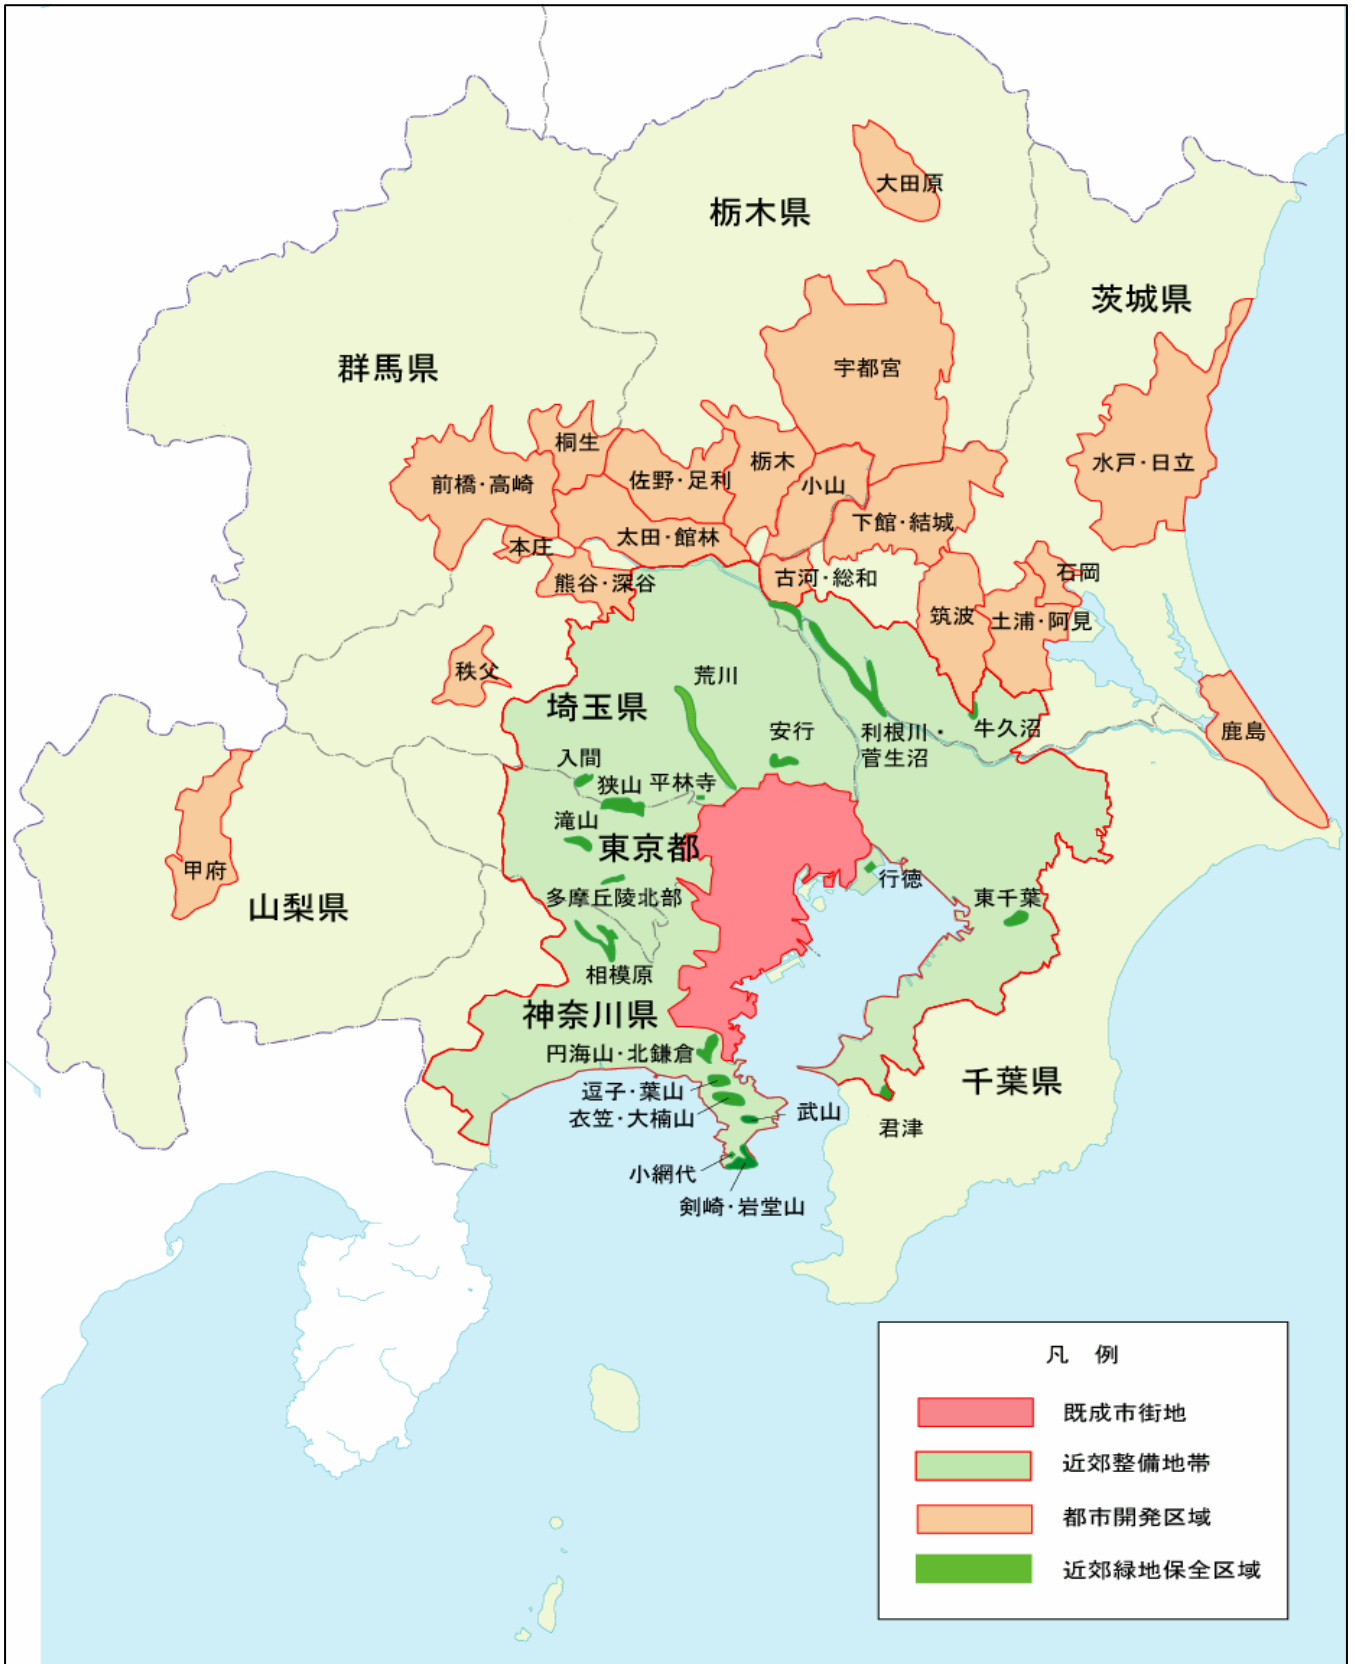 大田原
栃木県
茨城県
宇都宮
群馬県
桐生
栃木
水戸・日立
佐野・足利
前橋・高崎
小山
下館・結城
太田・館林
本庄
石岡
熊谷・深谷
古河・総和
筑波
土浦・阿見
秩父
荒川
埼玉県
安行
利根川・
菅生沼
牛久沼
鹿島
入間
狭山
平林寺
滝山
東京都
甲府
行徳
多摩丘陵北部
東千葉
山梨県
相模原
神奈川県
円海山・北鎌倉
千葉県
逗子・葉山
衣笠・大楠山
武山
君津
小網代
剣崎・岩堂山
凡 例
既成市街地
近郊整備地帯
都市開発区域
近郊緑地保全区域